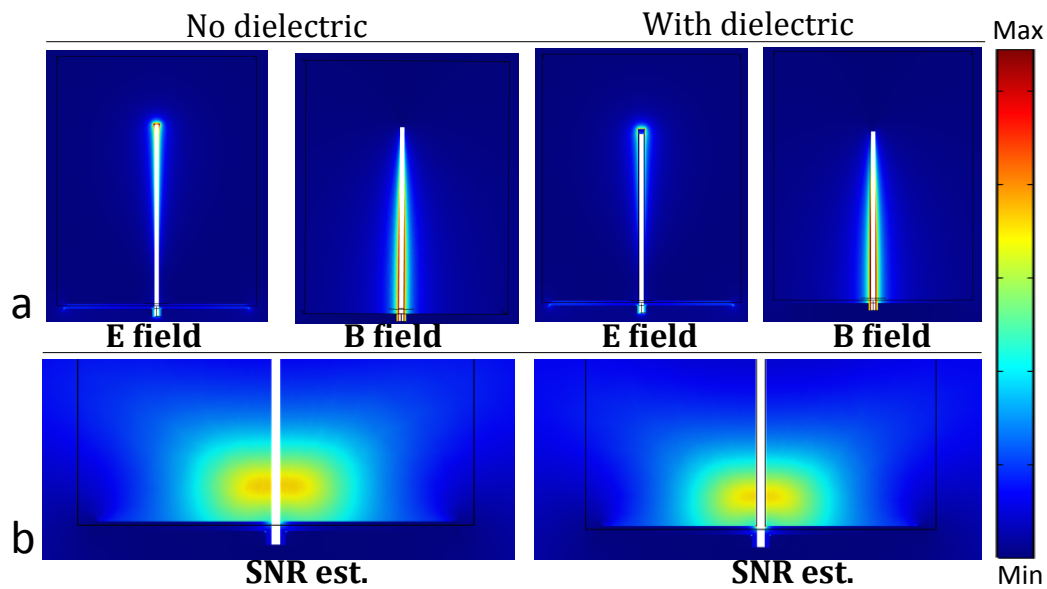 No dielectric
With dielectric
Max
a
E field
B field
E field
B field
b
SNR est.
SNR est.
Min